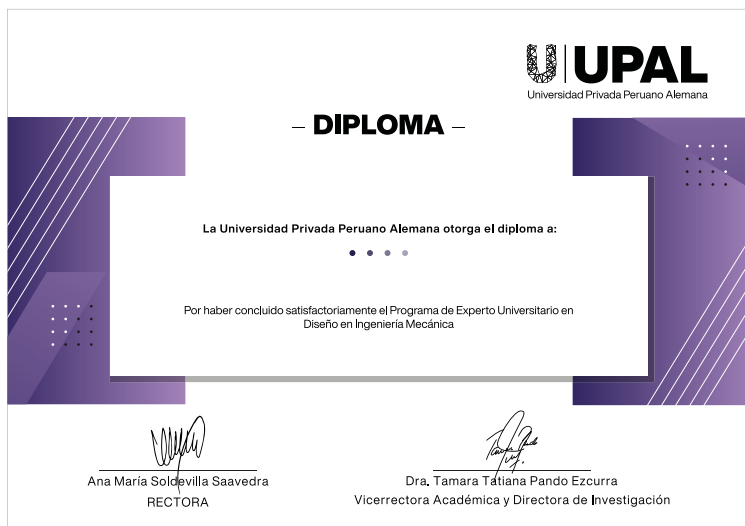 UPAL
Universidad Privada Peruano Alemana
– DIPLOMA –
La Universidad Privada Peruano Alemana otorga el diploma a:
Por haber concluido satisfactoriamente el Programa de Experto Universitario en
Diseño en Ingeniería Mecánica
Ana María Soldevilla Saavedra
RECTORA
Dra. Tamara Tatiana Pando Ezcurra
Vicerrectora Académica y Directora de Investigación